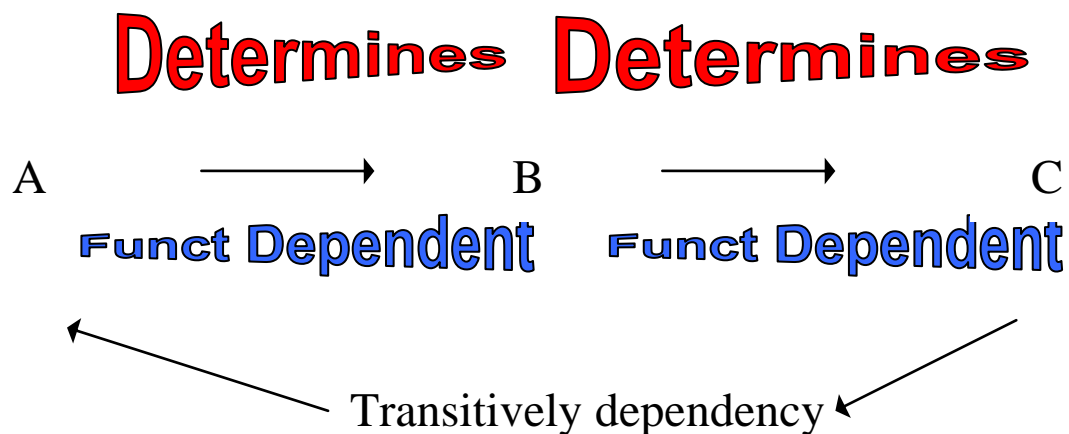 Determines Determines
A B C
Funct Dependent Funct Dependent
Transitively dependency